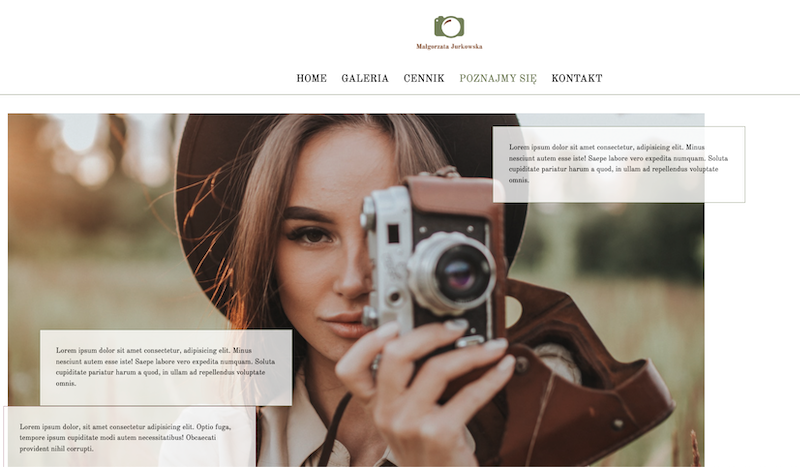 Małgorzata Jurkowska
HOME GALERIA CENNIK POZNAJMY SIĘ KONTAKT
Lorem ipsum dolor sit amet consectetur, adipisicing elit. Minus
nesciunt autem esse iste! Saepe labore vero expedita numquam. Soluta
cupiditate pariatur harum a quod, in ullam ad repellendus voluptate
omnis.
Lorem ipsum dolor sit amet consectetur, adipisicing elit. Minus
nesciunt autem esse iste! Saepe labore vero expedita numquam. Soluta
cupiditate pariatur harum a quod, in ullam ad repellendus voluptate
omnis.
Lorem ipsum dolor, sit amet consectetur adipisicing elit. Optio fuga,
tempore ipsum cupiditate modi autem necessitatibus! Obcaecati
provident nihil corrupti.